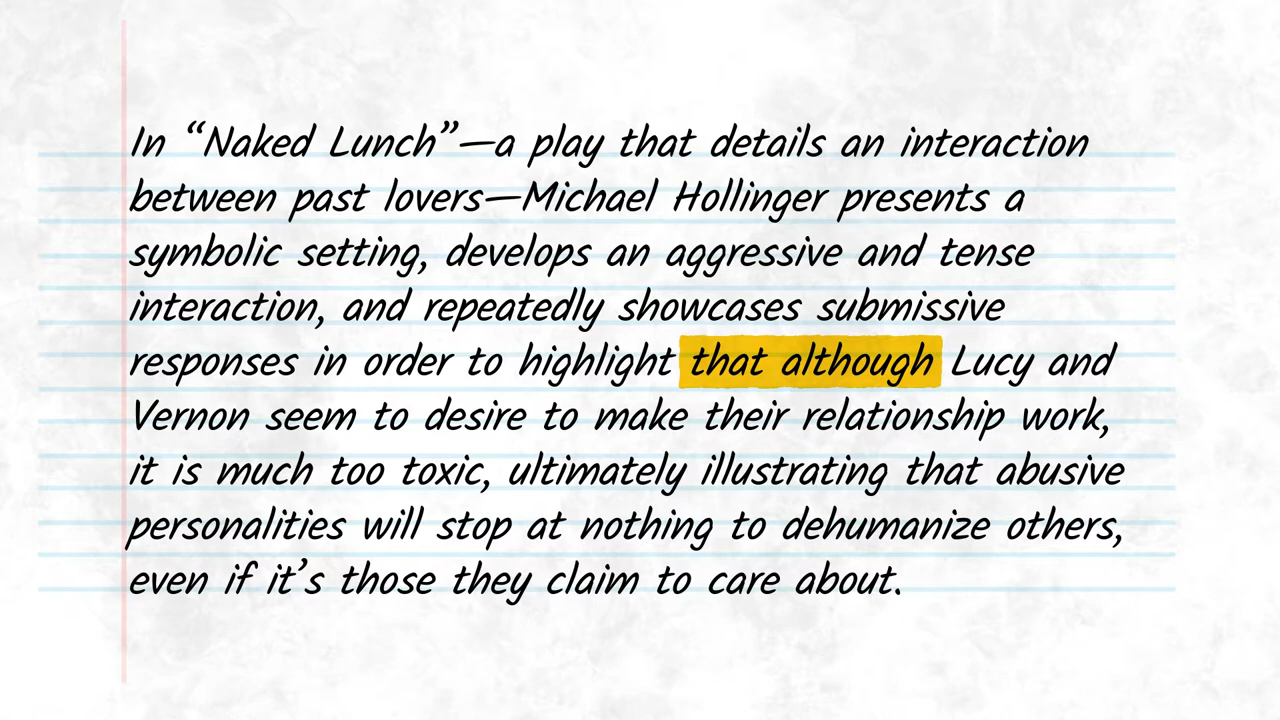 In “Naked Lunch”—a play that details an interaction
between past lovers—Michael Hollinger presents a
symbolic setting, develops an aggressive and tense
interaction, and repeatedly showcases submissive
responses in order to highlight that although Lucy and
Vernon seem to desire to make their relationship work,
it is much too toxic, ultimately illustrating that abusive
personalities will stop at nothing to dehumanize others,
even if it’s those they claim to care about.